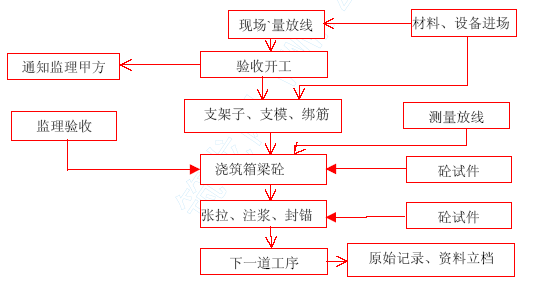 现场`量放线
材料、设备进场
通知监理甲方
验收开工
支架子、支模、绑筋
测量放线
监理验收
浇筑箱梁砼
砼试件
张拉、注浆、封锚
砼试件
下一道工序
原始记录、资料立档